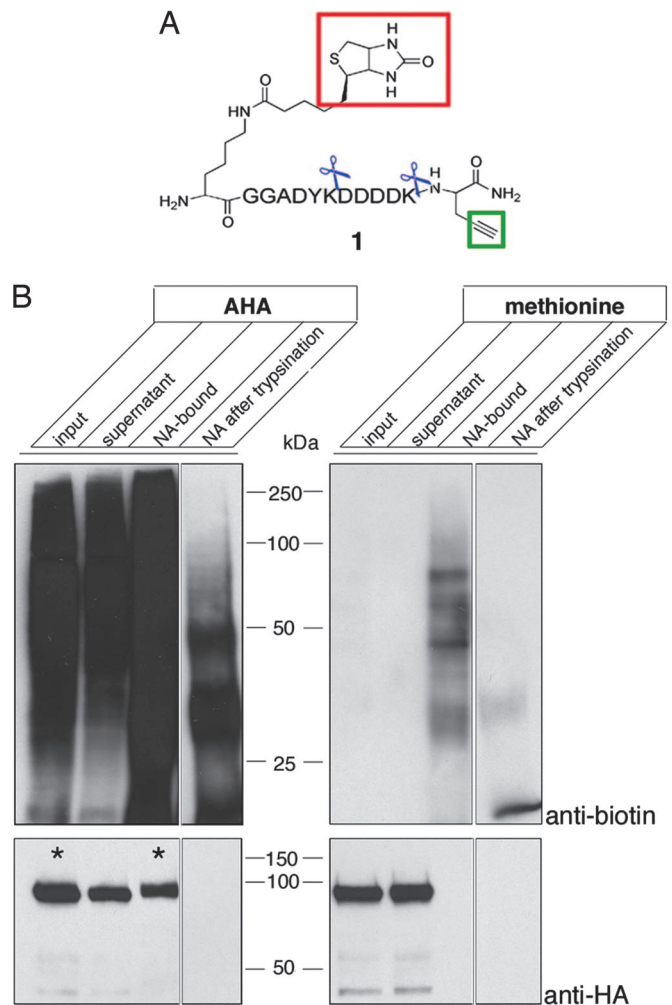 A
H
N
S
O
N
H
O
HN
H₂N
O
GGADYKDDDDK
H
N
O
NH₂
1
B
AHA
methionine
input
supernatant
NA-bound
NA after trypsination
kDa
input
supernatant
NA-bound
NA after trypsination
250
100
50
25
anti-biotin
* *
150
100
50
anti-HA